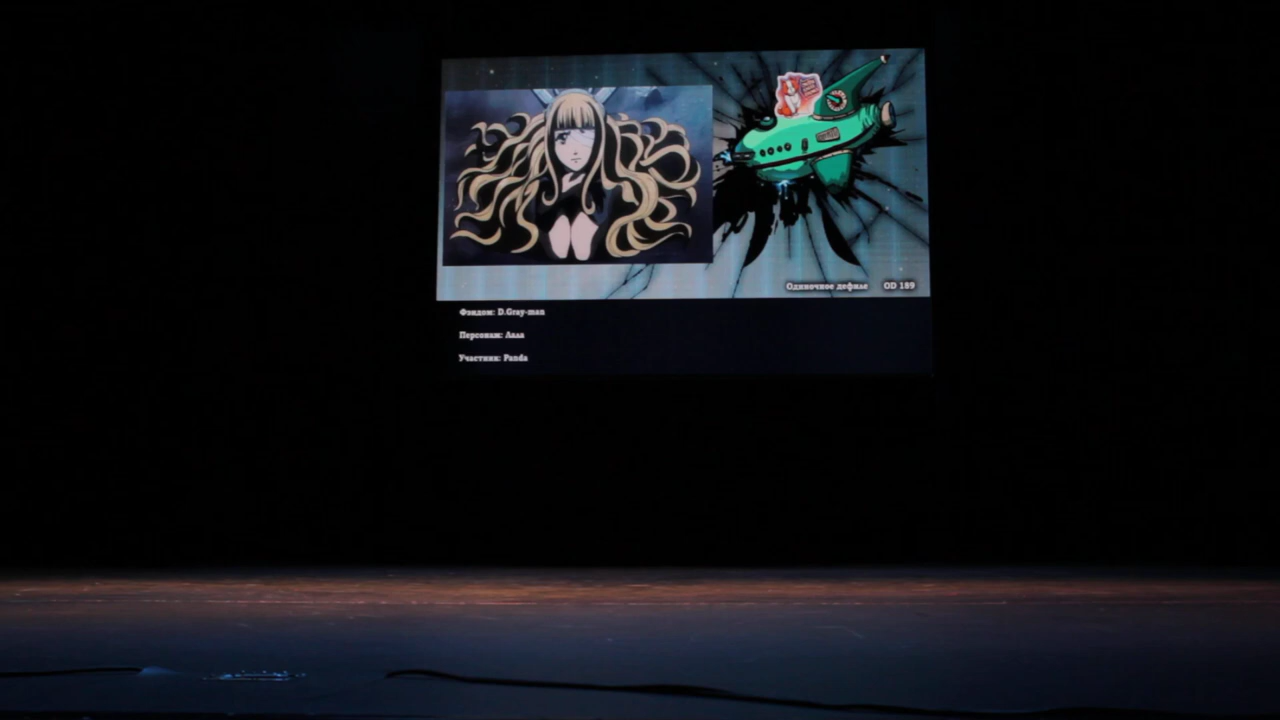 Одиночное дефиле OD 189
Фэндом: D.Gray-man
Персонаж: Лала
Участник: Panda